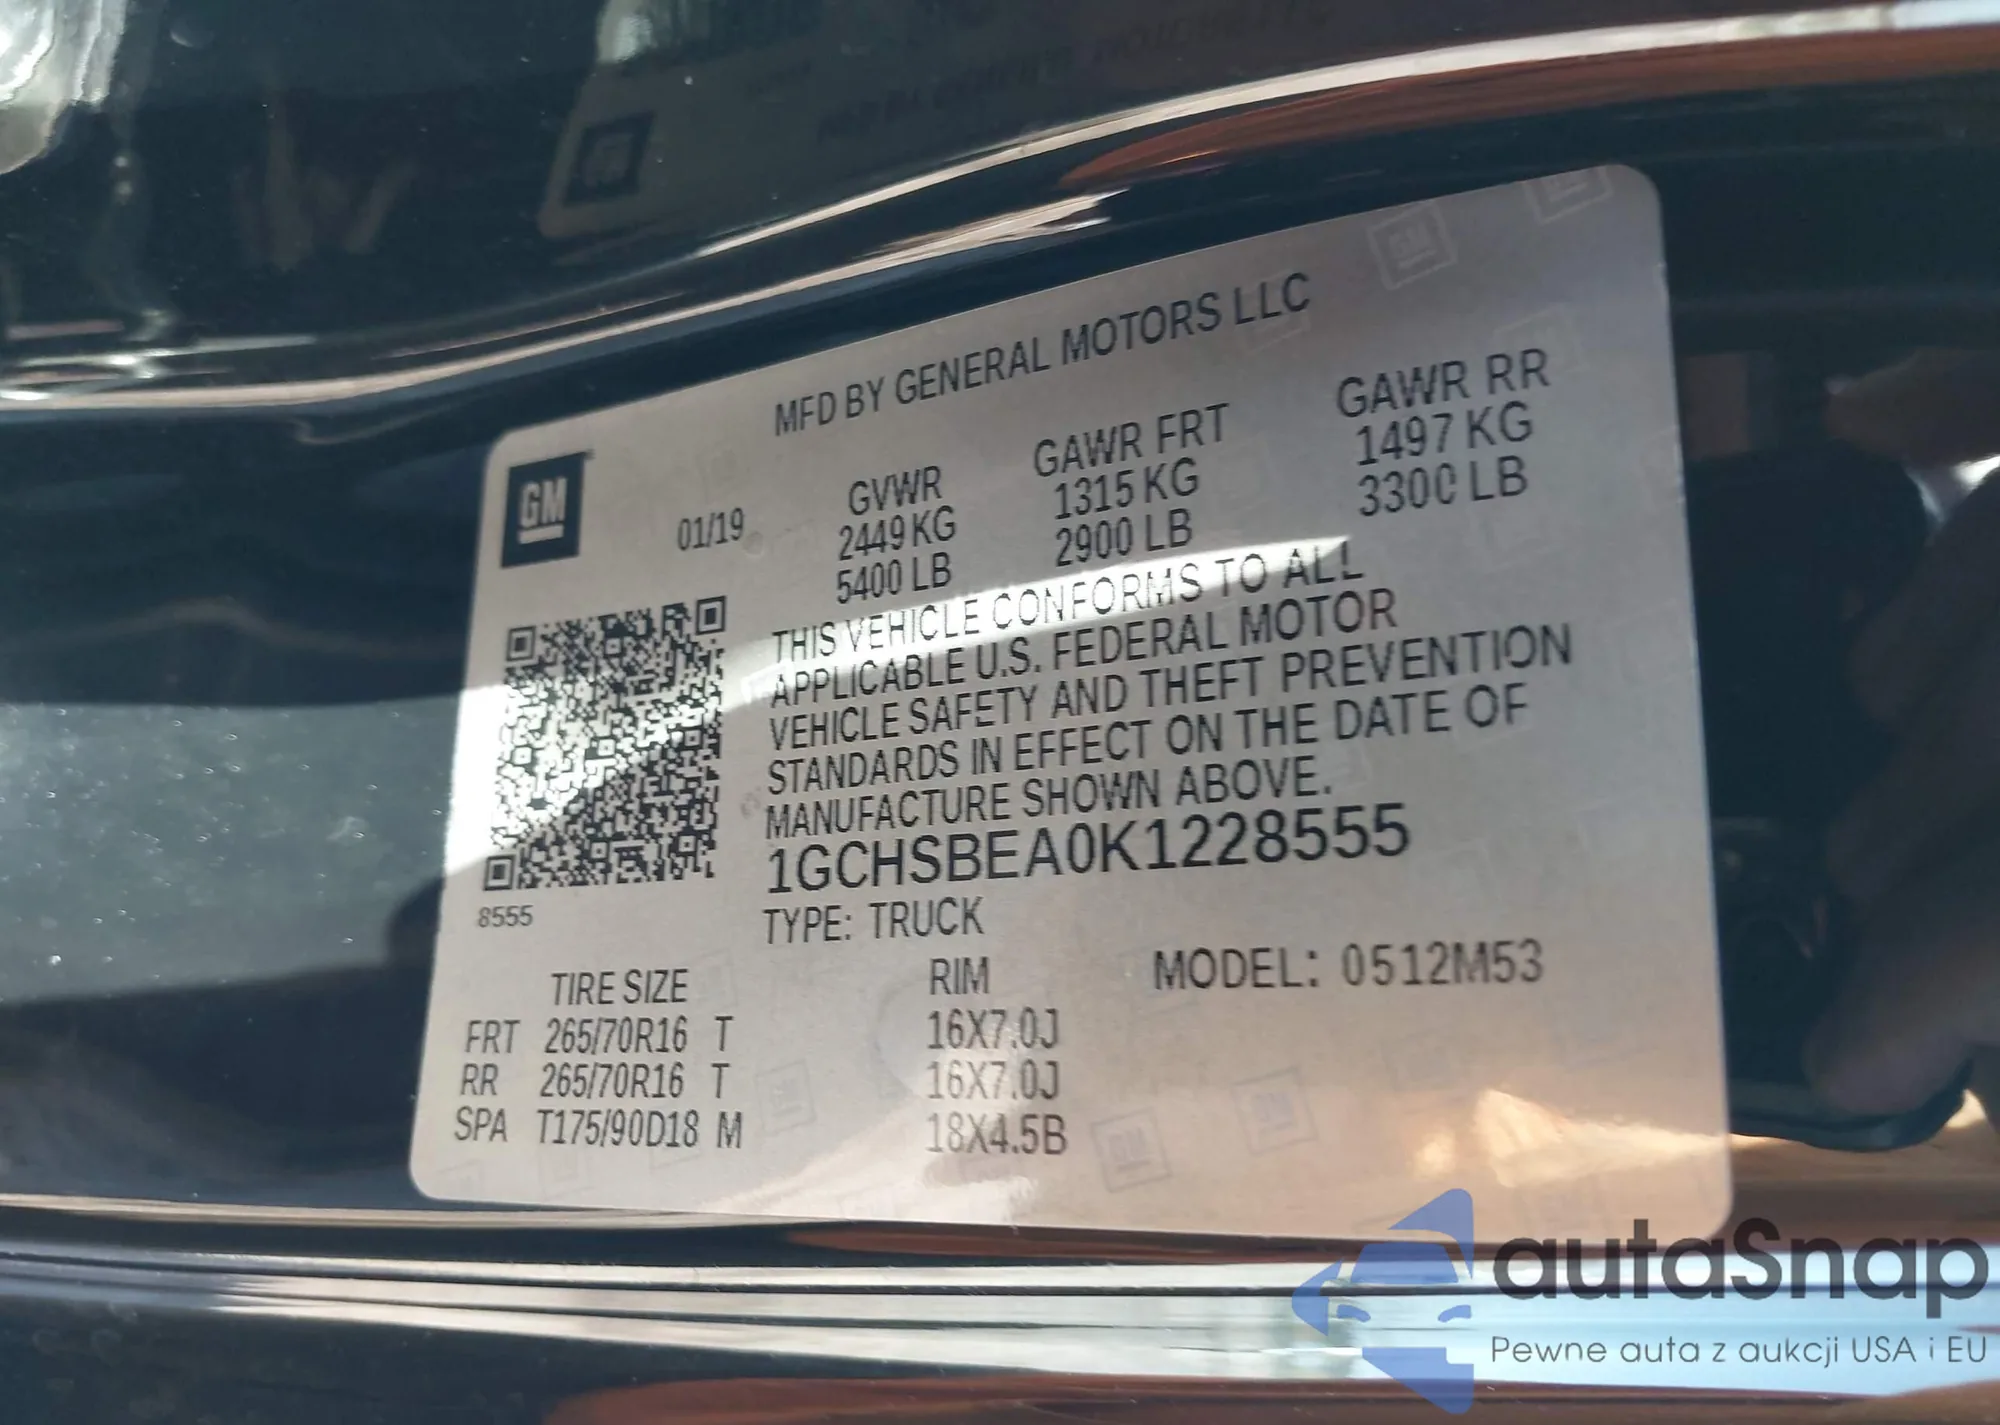 MFD BY GENERAL MOTORS LLC
GM
01/19
GVWR
2449 KG
5400 LB
GAWR FRT
1315 KG
2900 LB
GAWR RR
1497 KG
3300 LB
THIS VEHICLE CONFORMS TO ALL
APPLICABLE U.S. FEDERAL MOTOR
VEHICLE SAFETY AND THEFT PREVENTION
STANDARDS IN EFFECT ON THE DATE OF
MANUFACTURE SHOWN ABOVE.
1GCHSBEA0K1228555
8555
TYPE: TRUCK
TIRE SIZE RIM MODEL: 0512M53
FRT 265/70R16 T 16X7.0J
RR 265/70R16 T 16X7.0J
SPA T175/90D18 M 18X4.5B
autaSnap
Pewne auta z aukcji USA i EU